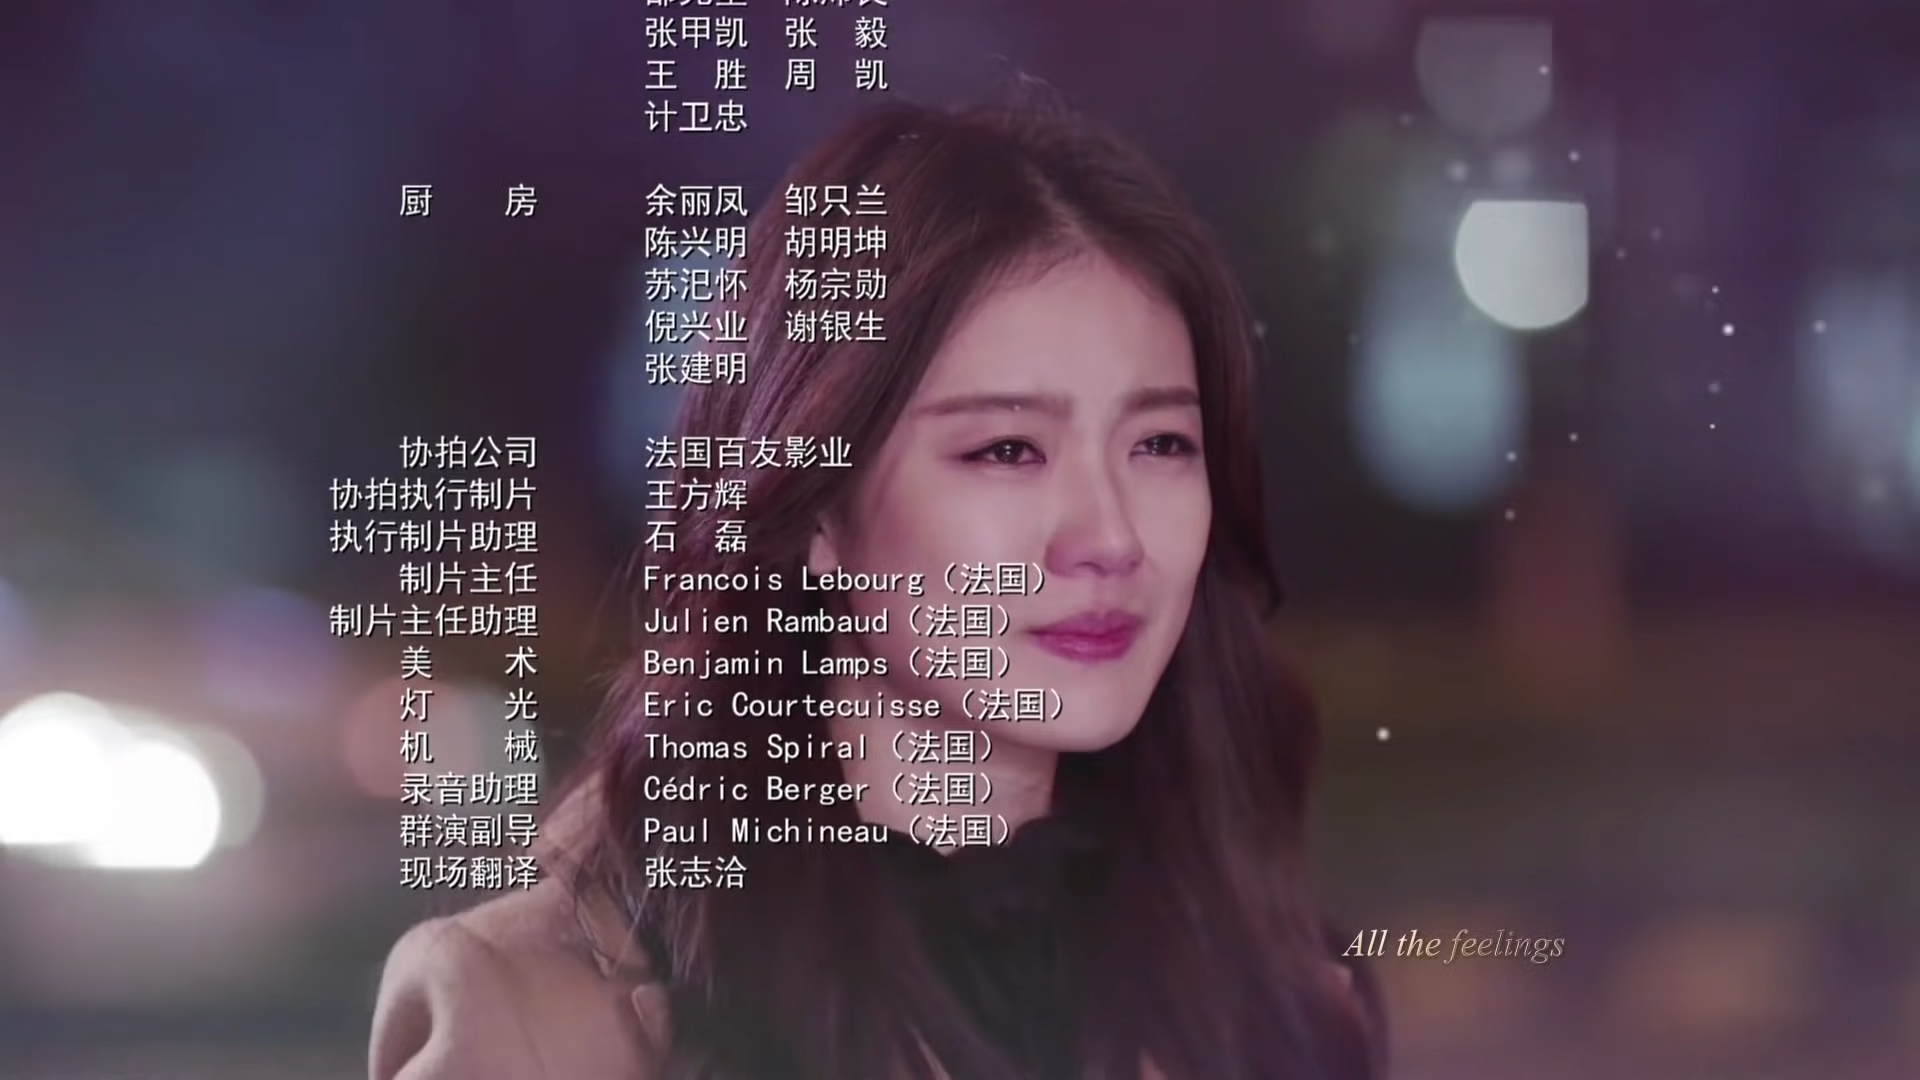 张甲凯 张 毅
王 胜 周 凯
计卫忠
厨 房 余丽凤 邹只兰
陈兴明 胡明坤
苏汜怀 杨宗勋
倪兴业 谢银生
张建明
协拍公司 法国百友影业
协拍执行制片 王方辉
执行制片助理 石 磊
制片主任 Francois Lebourg（法国）
制片主任助理 Julien Rambaud（法国）
美 术 Benjamin Lamps（法国）
灯 光 Eric Courtecuisse（法国）
机 械 Thomas Spiral（法国）
录音助理 Cédric Berger（法国）
群演副导 Paul Michineau（法国）
现场翻译 张志洽
All the feelings